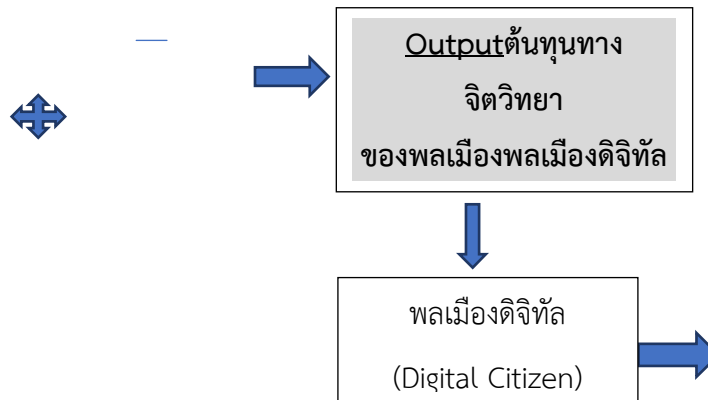 Outputต้นทุนทาง
จิตวิทยา
ของพลเมืองพลเมืองดิจิทัล
พลเมืองดิจิทัล
(Digital Citizen)